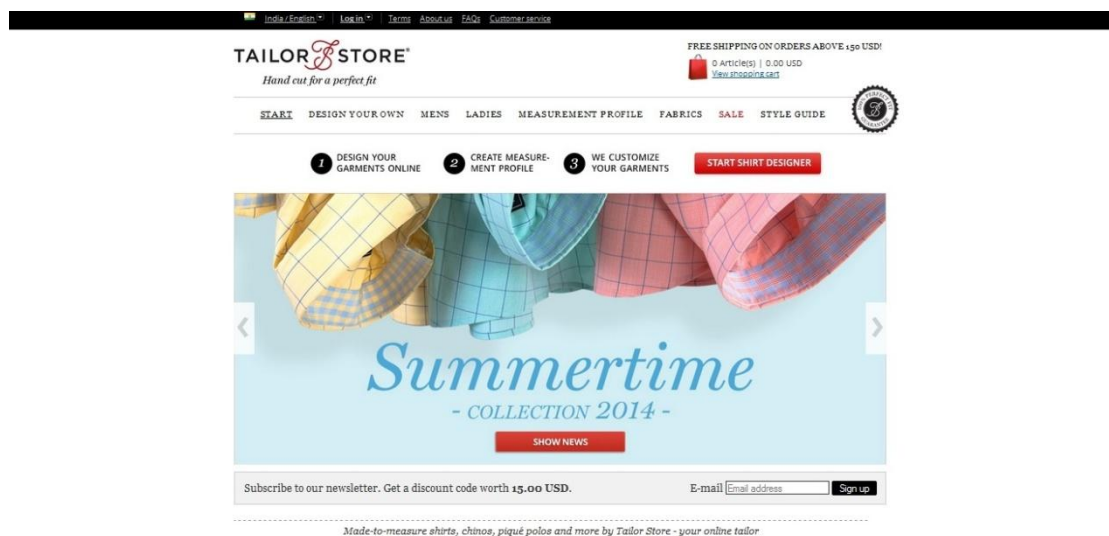 India / English Log in Terms About us FAQs Customer service
TAILOR STORE®
Hand cut for a perfect fit
FREE SHIPPING ON ORDERS ABOVE 150 USD!
0 Article(s) | 0.00 USD
View shopping cart
START DESIGN YOUR OWN MENS LADIES MEASUREMENT PROFILE FABRICS SALE STYLE GUIDE
1 DESIGN YOUR
GARMENTS ONLINE
2 CREATE MEASURE-
MENT PROFILE
3 WE CUSTOMIZE
YOUR GARMENTS
START SHIRT DESIGNER
Summertime
- COLLECTION 2014 -
SHOW NEWS
Subscribe to our newsletter. Get a discount code worth 15.00 USD. E-mail Email address Sign up
Made-to-measure shirts, chinos, piqué polos and more by Tailor Store - your online tailor